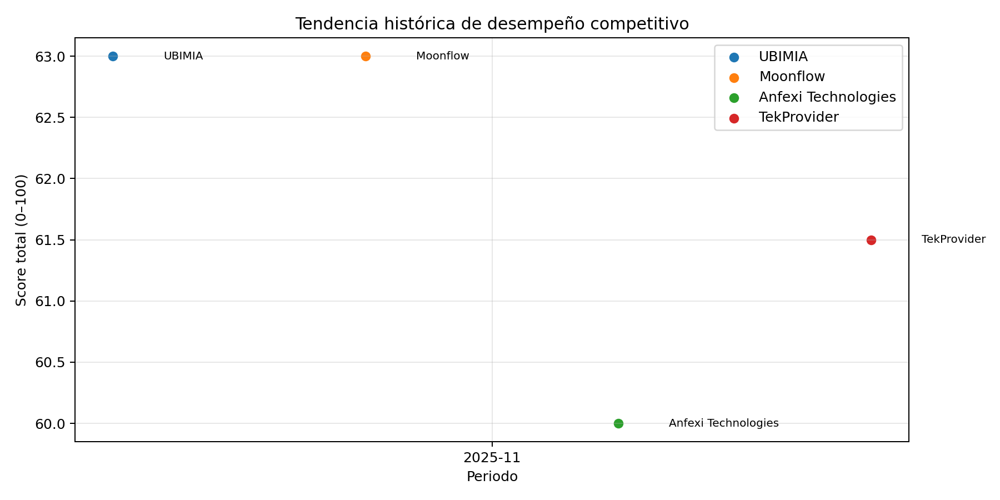 Tendencia histórica de desempeño competitivo
63.0
62.5
62.0
61.5
61.0
60.5
60.0
Score total (0–100)
UBIMIA
Moonflow
Anfexi Technologies
TekProvider
UBIMIA
Moonflow
Anfexi Technologies
TekProvider
2025-11
Periodo